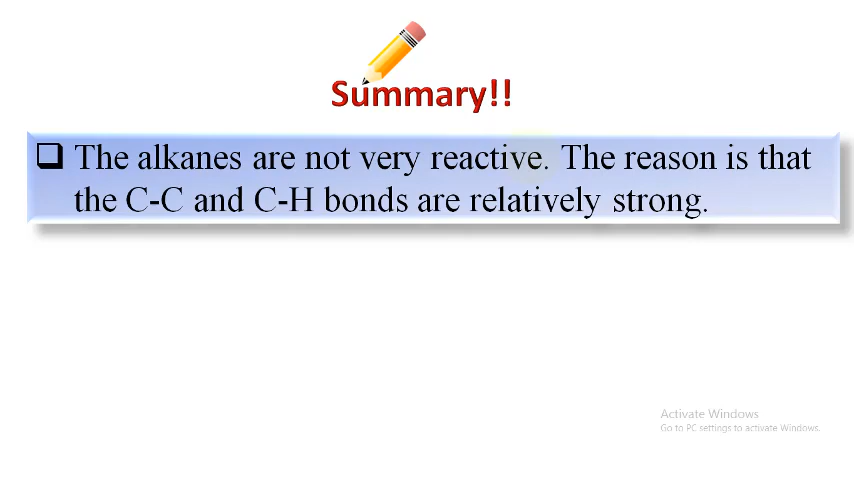 Summary!!
❑ The alkanes are not very reactive. The reason is that
the C-C and C-H bonds are relatively strong.
Activate Windows
Go to PC settings to activate Windows.